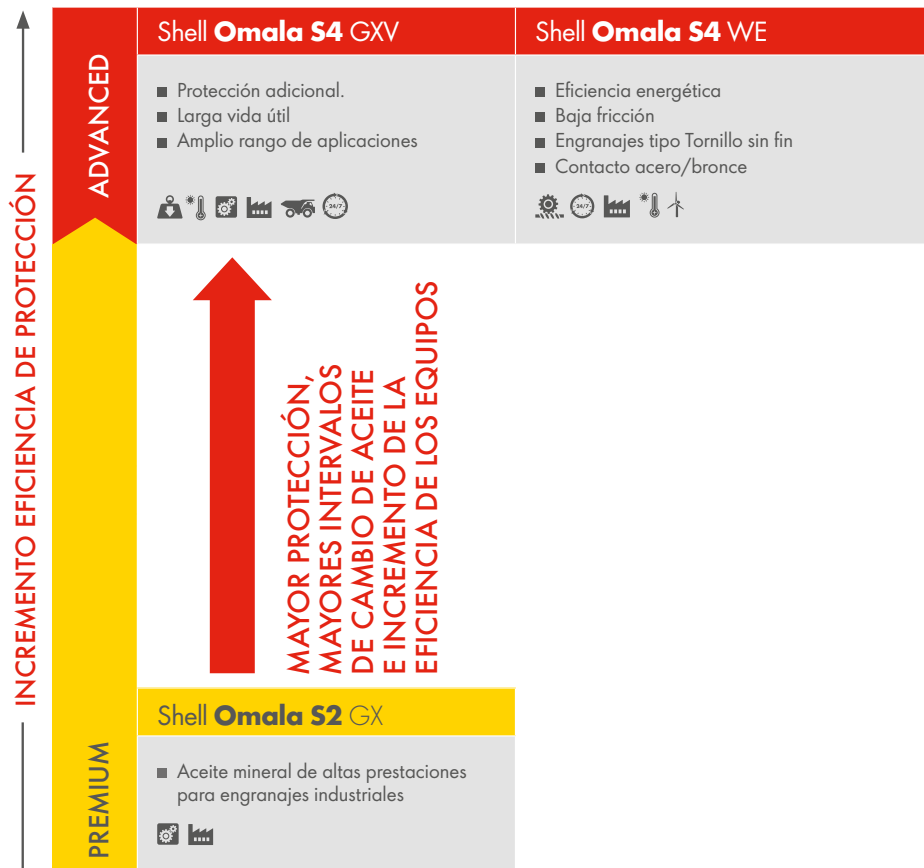 INCREMENTO EFICIENCIA DE PROTECCIÓN
ADVANCED
Shell Omala S4 GXV
Protección adicional.
Larga vida útil
Amplio rango de aplicaciones
24/7
Shell Omala S4 WE
Eficiencia energética
Baja fricción
Engranajes tipo Tornillo sin fin
Contacto acero/bronce
24/7
MAYOR PROTECCIÓN,
MAYORES INTERVALOS
DE CAMBIO DE ACEITE
E INCREMENTO DE LA
EFICIENCIA DE LOS EQUIPOS
PREMIUM
Shell Omala S2 GX
Aceite mineral de altas prestaciones
para engranajes industriales